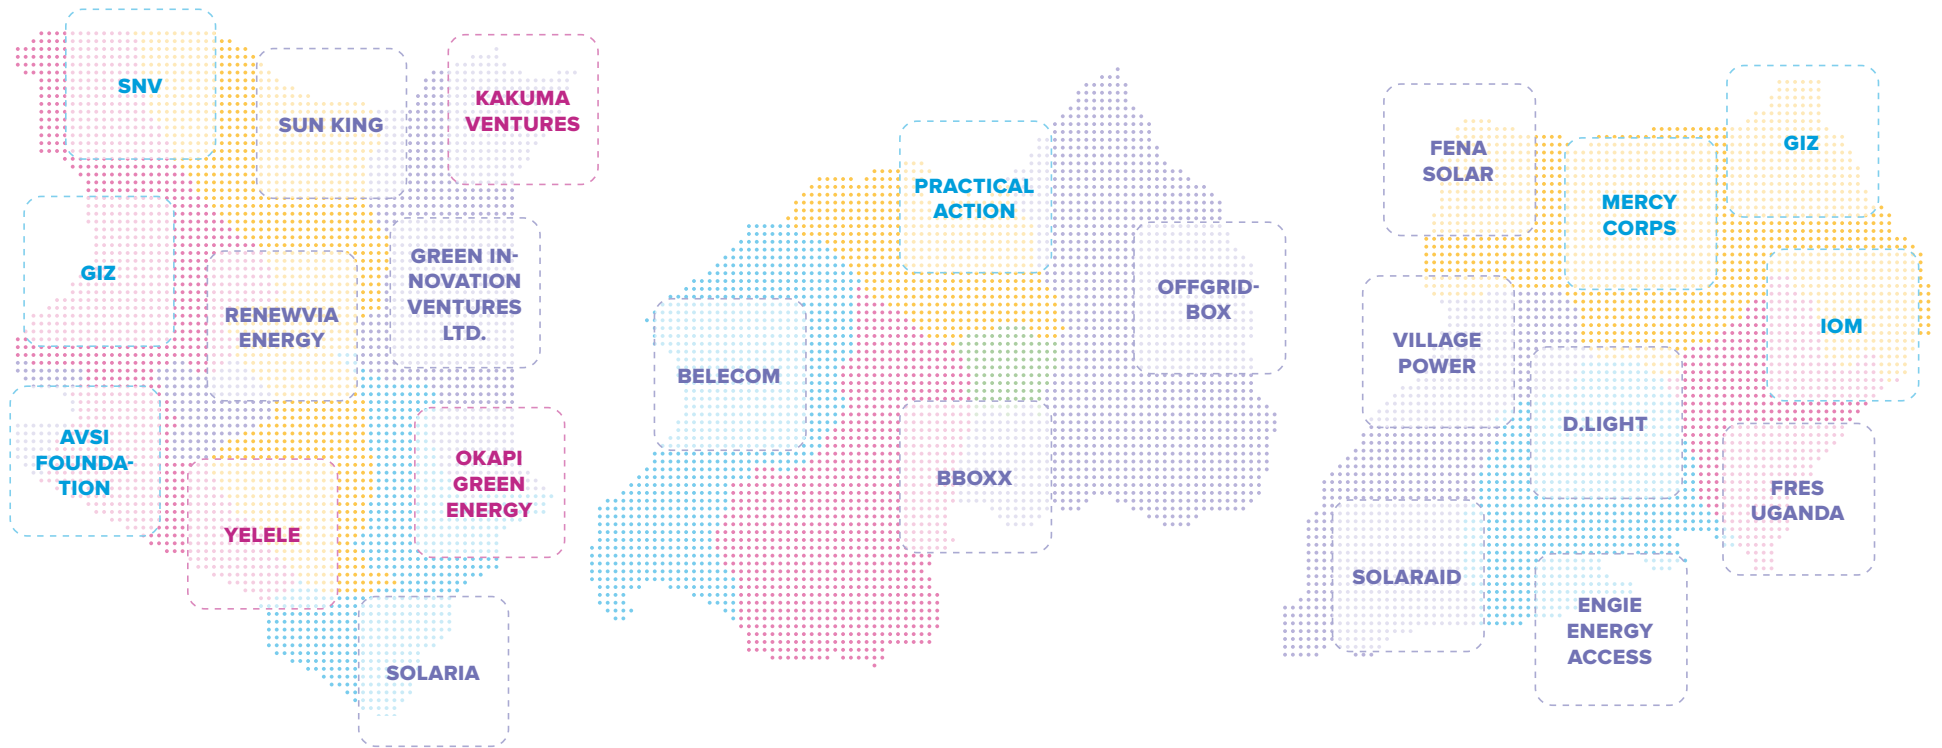 SNV
SUN KING
KAKUMA
VENTURES
GIZ
RENEWVIA
ENERGY
GREEN IN-
NOVATION
VENTURES
LTD.
AVSI
FOUNDA-
TION
YELELE
OKAPI
GREEN
ENERGY
SOLARIA
PRACTICAL
ACTION
OFFGRID-
BOX
BELECOM
BBOXX
FENA
SOLAR
MERCY
CORPS
GIZ
VILLAGE
POWER
IOM
D.LIGHT
FRES
UGANDA
SOLARAID
ENGIE
ENERGY
ACCESS